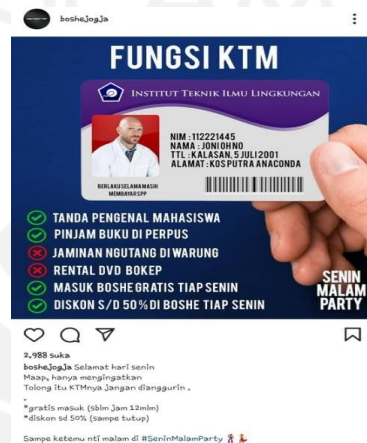 boshejogja
FUNGSI KTM
INSTITUT TEKNIK ILMU LINGKUNGAN
NIM : 112221445
NAMA : JONI OH NO
TTL : KALASAN, 5 JULI 2001
ALAMAT : KOS PUTRA ANACONDA
BERLAKU SELAMA MASIH
MEMBAYAR SPP
TANDA PENGENAL MAHASISWA
PINJAM BUKU DI PERPUS
JAMINAN NGUTANG DI WARUNG
RENTAL DVD BOKEP
MASUK BOSHE GRATIS TIAP SENIN
DISKON S/D 50% DI BOSHE TIAP SENIN
SENIN
MALAM
PARTY
2,988 suka
boshejogja Selamat hari senin
Maap, hanya mengingatkan
Tolong itu KTMnya jangan dianggurin .
.
*gratis masuk (sblm jam 12mlm)
*diskon sd 50% (sampe tutup)
Sampe ketemu nti malam di #SeninMalamParty 🕺💃